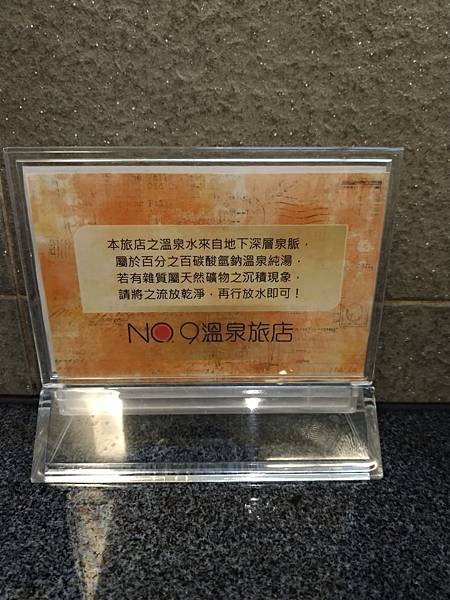 本旅店之溫泉水來自地下深層泉脈，
屬於百分之百碳酸氫鈉溫泉純湯，
若有雜質屬天然礦物之沉積現象，
請將之流放乾淨，再行放水即可！
NO.9溫泉旅店